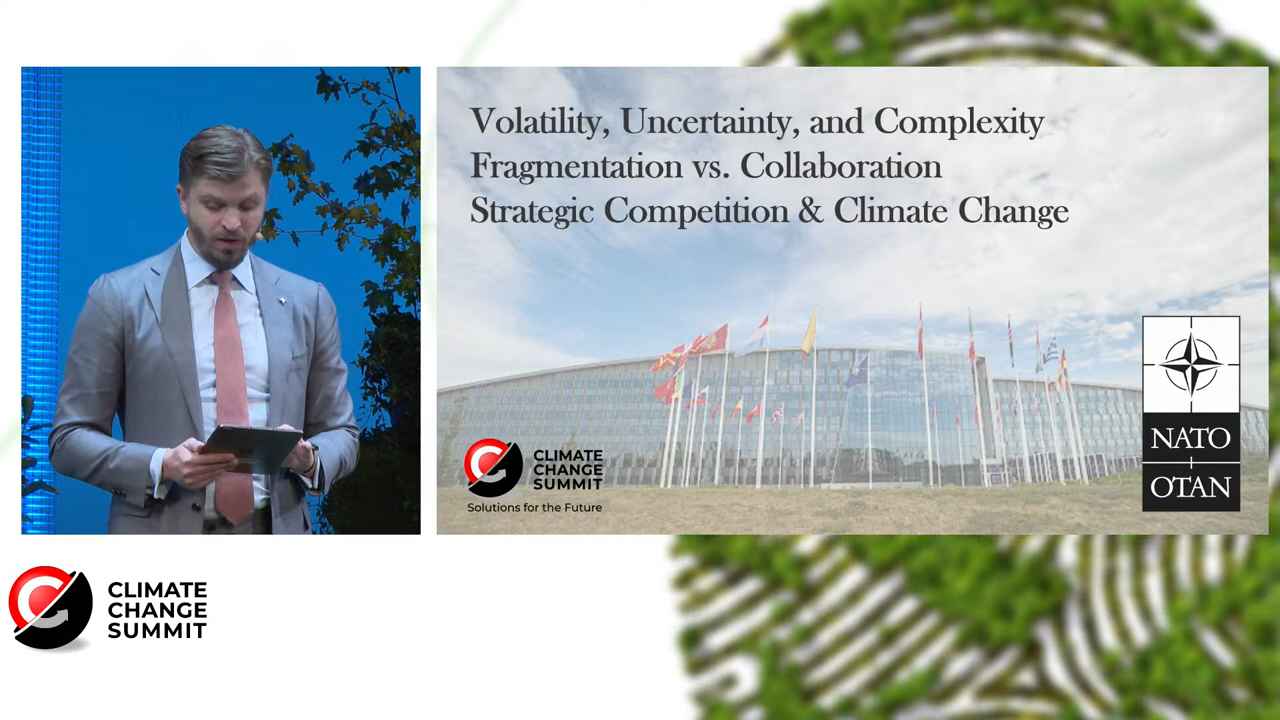 Volatility, Uncertainty, and Complexity
Fragmentation vs. Collaboration
Strategic Competition & Climate Change
CLIMATE
CHANGE
SUMMIT
Solutions for the Future
NATO
OTAN
CLIMATE
CHANGE
SUMMIT